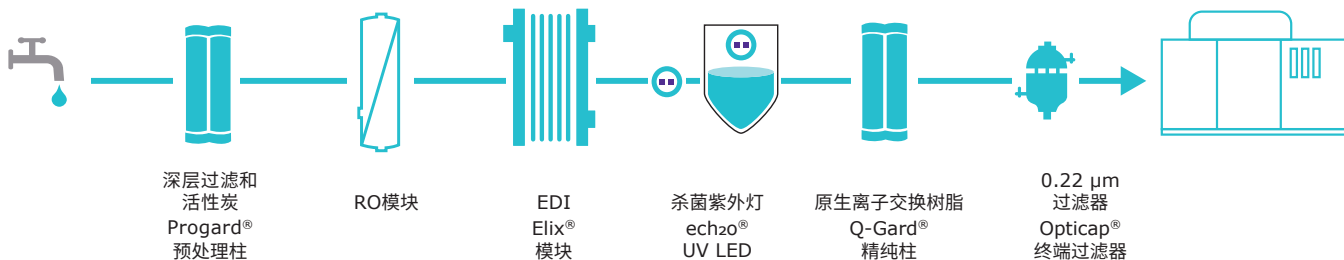 深层过滤和
活性炭
Progard®
预处理柱
RO模块
EDI
Elix®
模块
杀菌紫外灯
ech2o®
UV LED
原生离子交换树脂
Q-Gard®
精纯柱
0.22 µm
过滤器
Opticap®
终端过滤器